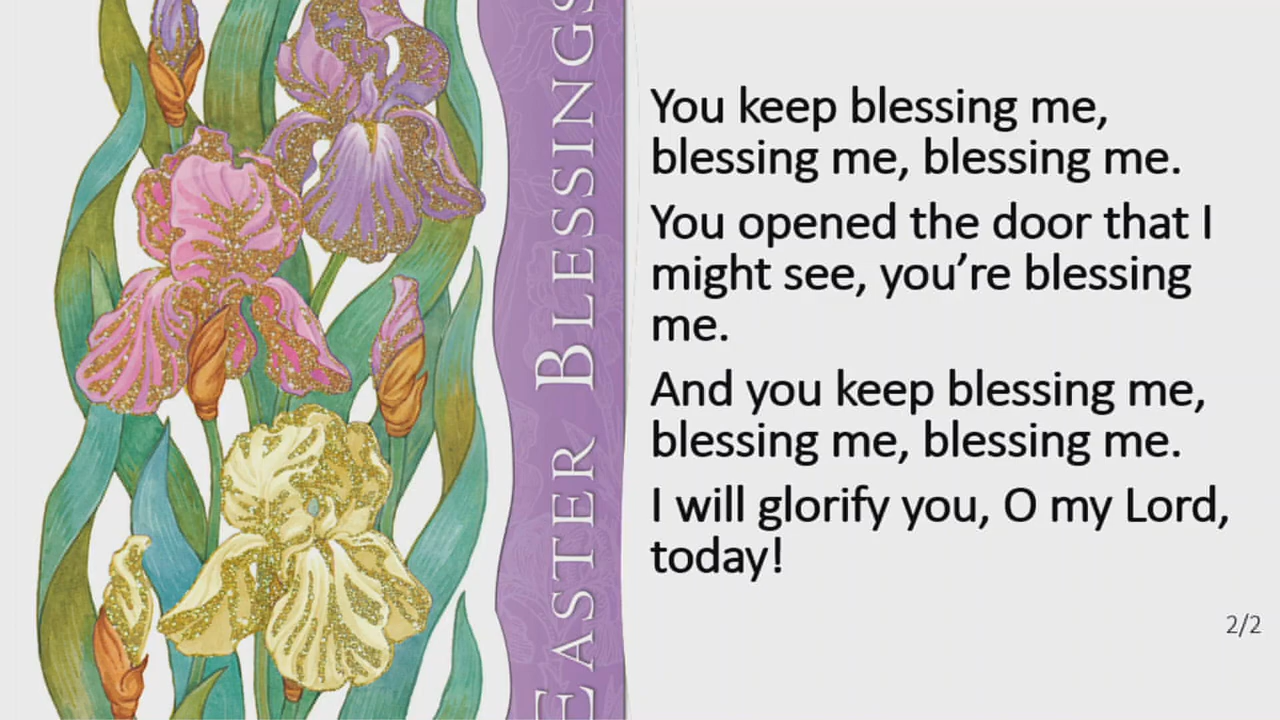 EASTER BLESSINGS
You keep blessing me,
blessing me, blessing me.
You opened the door that I
might see, you’re blessing
me.
And you keep blessing me,
blessing me, blessing me.
I will glorify you, O my Lord,
today!
2/2